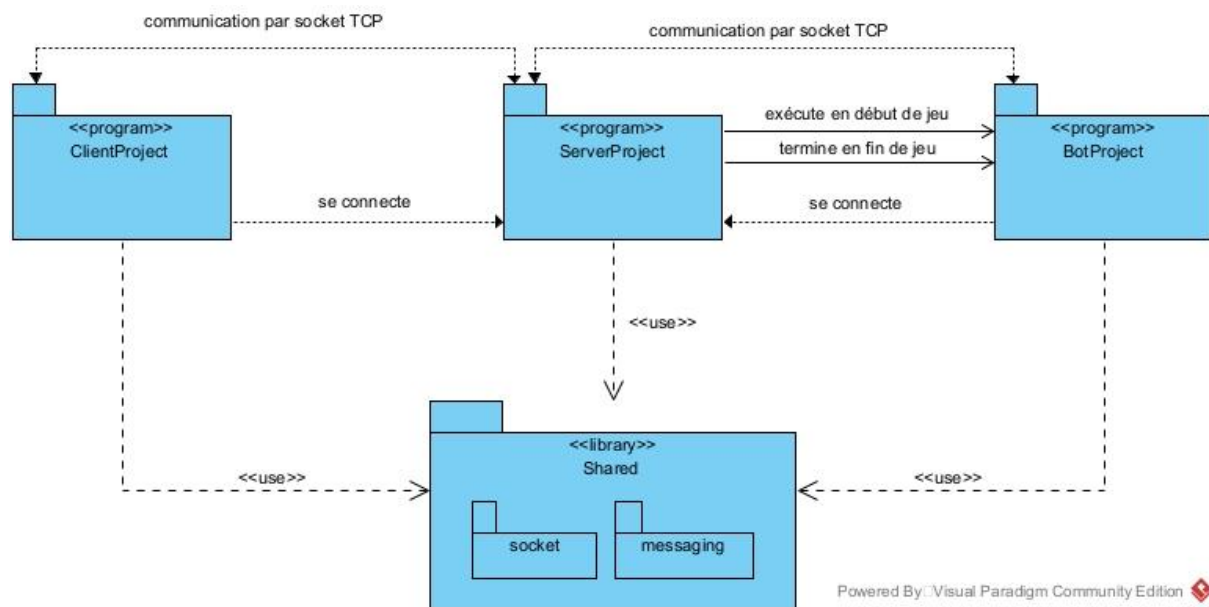 communication par socket TCP
communication par socket TCP
<<program>>
ClientProject
<<program>>
ServerProject
exécute en début de jeu
termine en fin de jeu
<<program>>
BotProject
se connecte
se connecte
<<use>>
<<library>>
Shared
<<use>>
<<use>>
socket
messaging
Powered By Visual Paradigm Community Edition